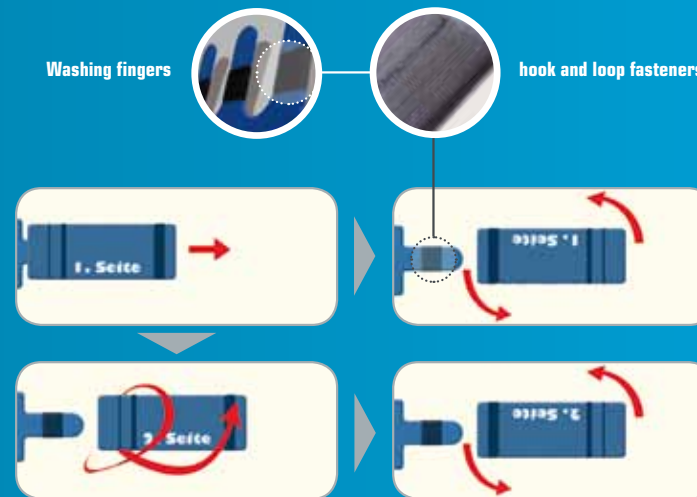 Washing fingers
hook and loop fasteners
1. Seite
1. Seite
2. Seite
2. Seite